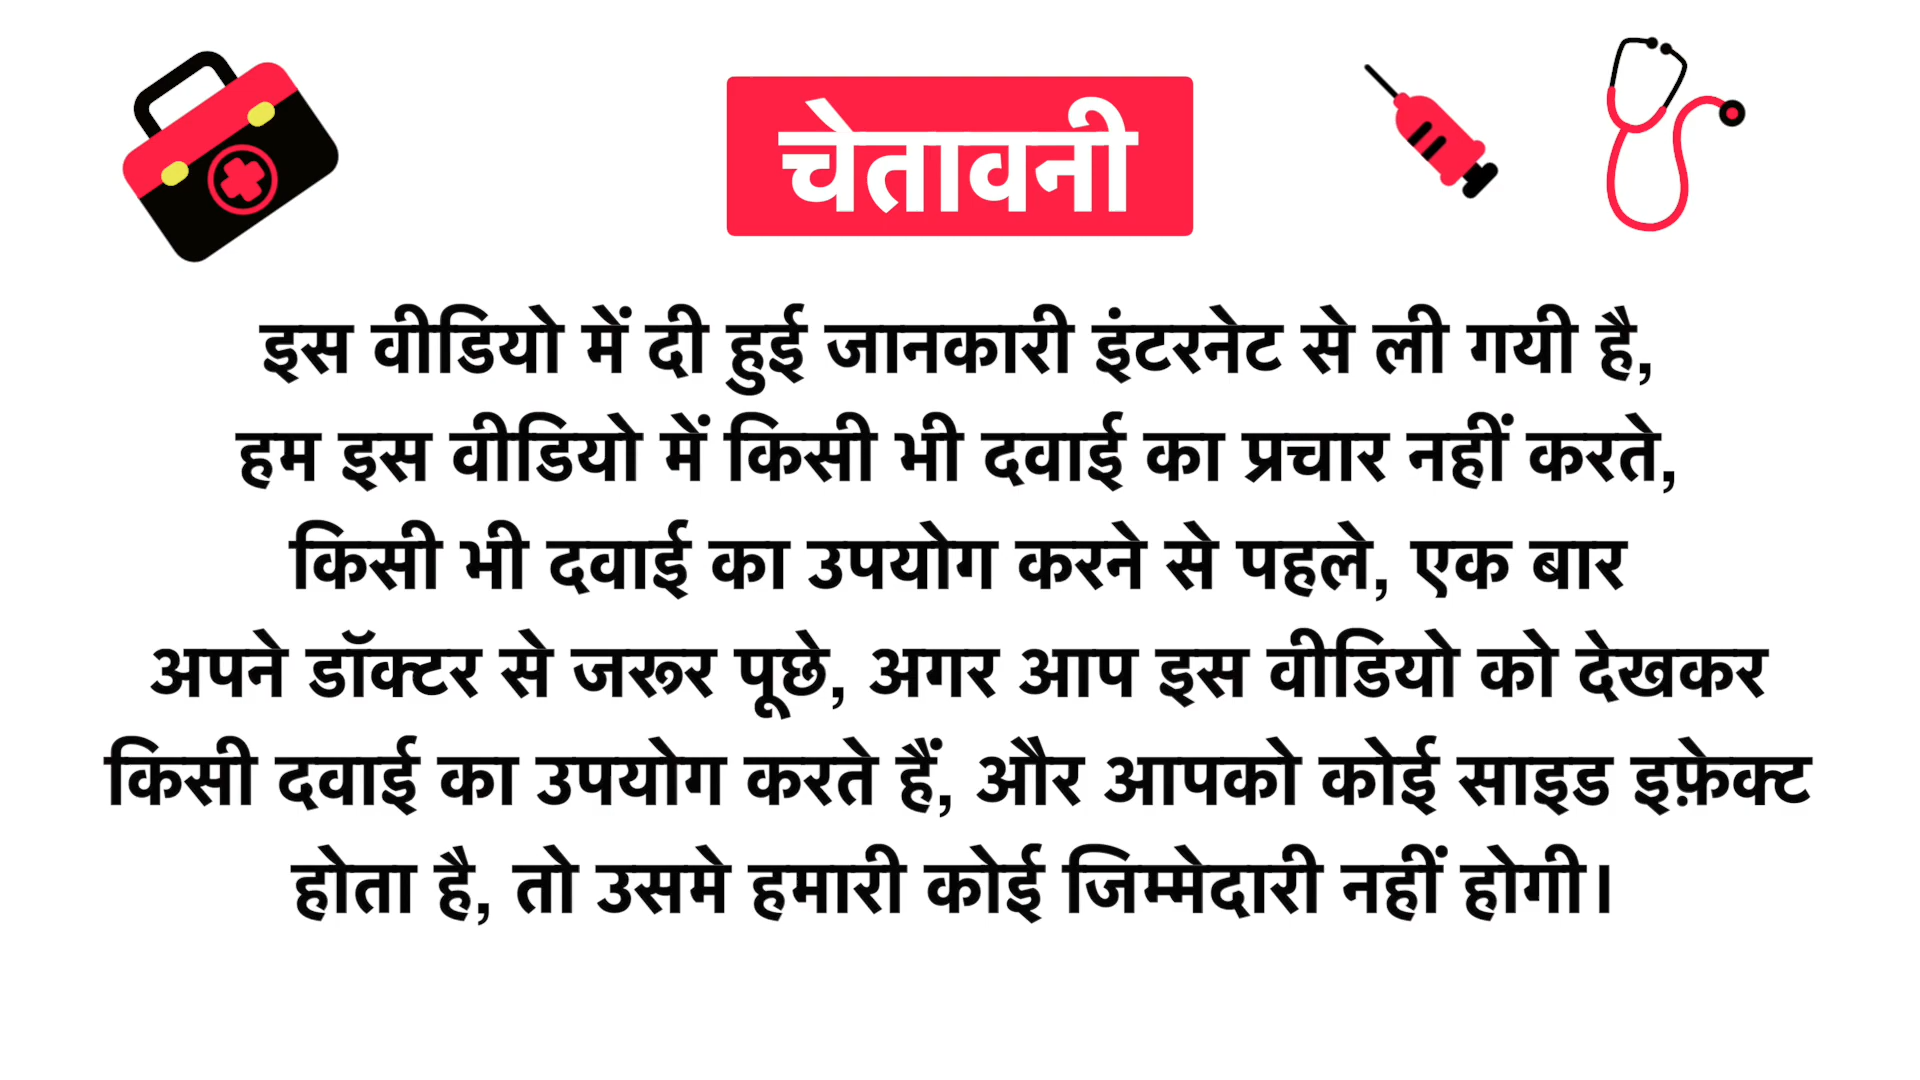 चेतावनी
इस वीडियो में दी हुई जानकारी इंटरनेट से ली गयी है,
हम इस वीडियो में किसी भी दवाई का प्रचार नहीं करते,
किसी भी दवाई का उपयोग करने से पहले, एक बार
अपने डॉक्टर से जरूर पूछे, अगर आप इस वीडियो को देखकर
किसी दवाई का उपयोग करते हैं, और आपको कोई साइड इफ़ेक्ट
होता है, तो उसमे हमारी कोई जिम्मेदारी नहीं होगी।